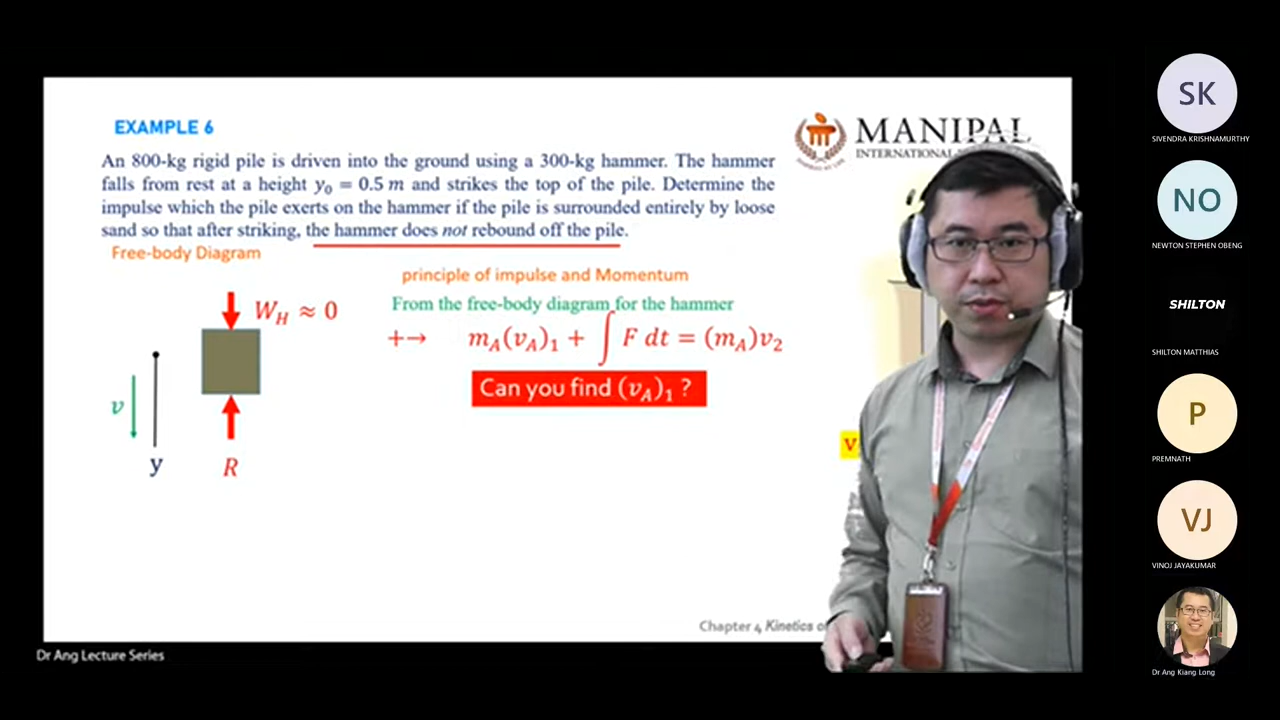 EXAMPLE 6
An 800-kg rigid pile is driven into the ground using a 300-kg hammer. The hammer
falls from rest at a height y₀ = 0.5 m and strikes the top of the pile. Determine the
impulse which the pile exerts on the hammer if the pile is surrounded entirely by loose
sand so that after striking, the hammer does not rebound off the pile.
MANIPAL
INTERNATIONAL
Free-body Diagram
W_H ≈ 0
v
y
R
principle of impulse and Momentum
From the free-body diagram for the hammer
+→ m_A(v_A)₁ + ∫ F dt = (m_A)v₂
Can you find (v_A)₁ ?
V
Chapter 4 Kinetics of
Dr Ang Lecture Series
SK
SIVENDRA KRISHNAMURTHY
NO
NEWTON STEPHEN OBENG
SHILTON
SHILTON MATTHIAS
P
PREMNATH
VJ
VINOJ JAYAKUMAR
Dr Ang Kiang Long